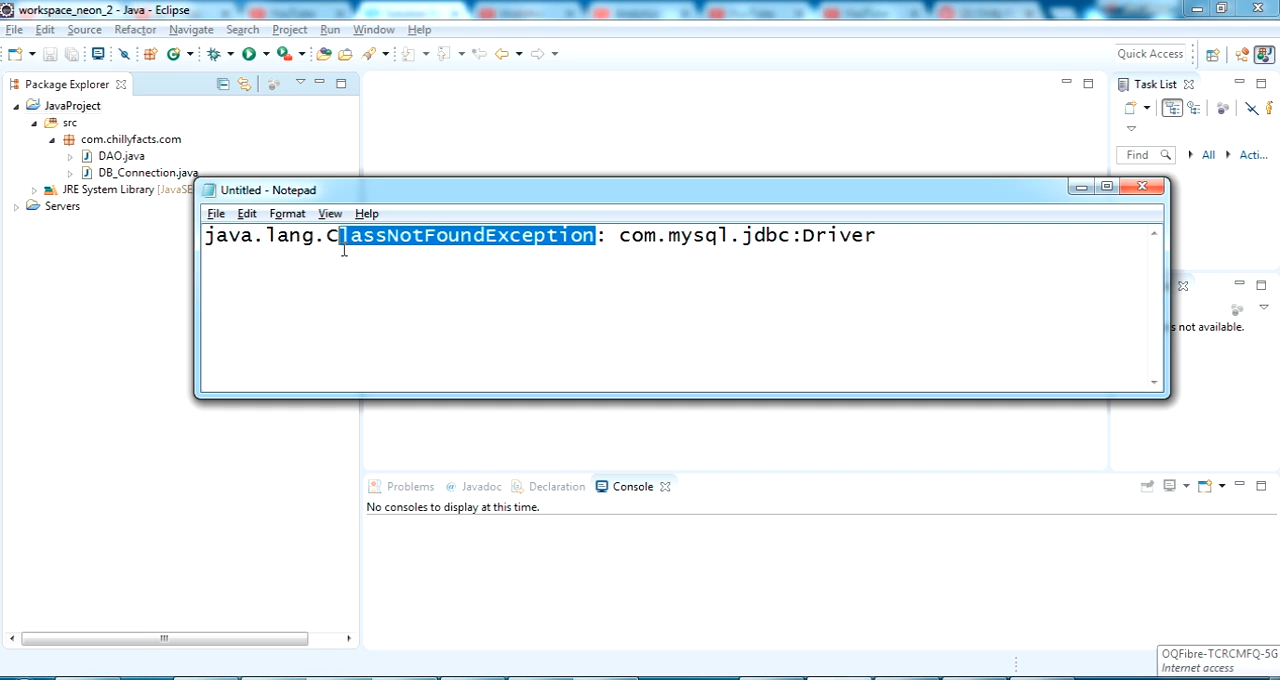 workspace_neon_2 - Java - Eclipse
File Edit Source Refactor Navigate Search Project Run Window Help
Quick Access
Package Explorer
Task List
JavaProject
src
com.chillyfacts.com
DAO.java
DB_Connection.java
JRE System Library [JavaSE
Servers
Find All Acti...
Untitled - Notepad
File Edit Format View Help
java.lang.ClassNotFoundException: com.mysql.jdbc:Driver
s not available.
Problems @ Javadoc Declaration Console
No consoles to display at this time.
OQFibre-TCRCMFQ-5G
Internet access